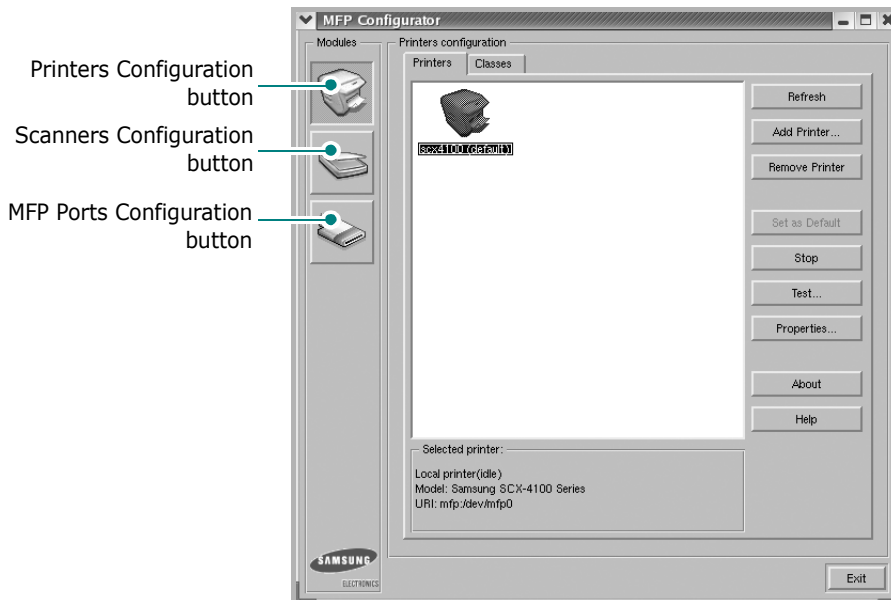 MFP Configurator
Modules
Printers configuration
Printers
Classes
Printers Configuration
button
Scanners Configuration
button
MFP Ports Configuration
button
scx4100 (default)
Refresh
Add Printer...
Remove Printer
Set as Default
Stop
Test...
Properties...
About
Help
Selected printer:
Local printer(idle)
Model: Samsung SCX-4100 Series
URI: mfp:/dev/mfp0
SAMSUNG
ELECTRONICS
Exit